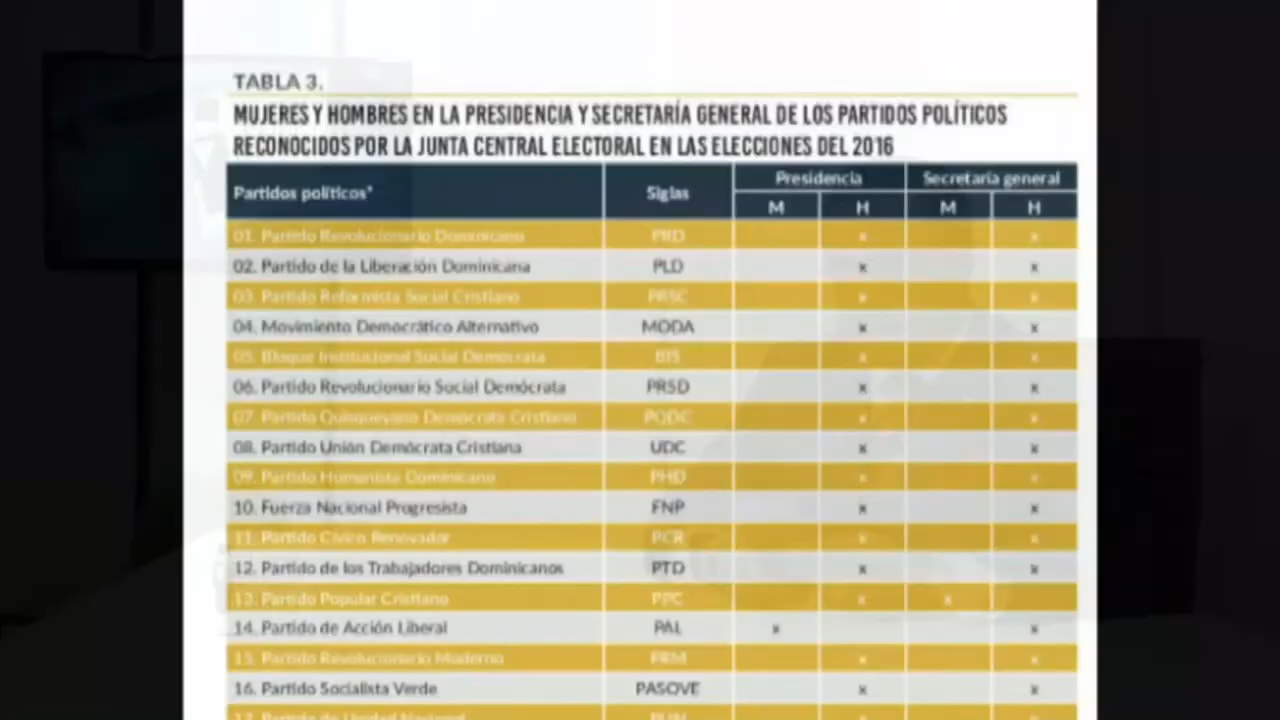 TABLA 3.
MUJERES Y HOMBRES EN LA PRESIDENCIA Y SECRETARÍA GENERAL DE LOS PARTIDOS POLÍTICOS
RECONOCIDOS POR LA JUNTA CENTRAL ELECTORAL EN LAS ELECCIONES DEL 2016
Partidos políticos* Siglas Presidencia Secretaría general
M H M H
01. Partido Revolucionario Dominicano PRD x x
02. Partido de la Liberación Dominicana PLD x x
03. Partido Reformista Social Cristiano PRSC x x
04. Movimiento Democrático Alternativo MODA x x
05. Bloque Institucional Social Demócrata BIS x x
06. Partido Revolucionario Social Demócrata PRSD x x
07. Partido Quisqueyano Demócrata Cristiano PQDC x x
08. Partido Unión Demócrata Cristiana UDC x x
09. Partido Humanista Dominicano PHD x x
10. Fuerza Nacional Progresista FNP x x
11. Partido Cívico Renovador PCR x x
12. Partido de los Trabajadores Dominicanos PTD x x
13. Partido Popular Cristiano PPC x x
14. Partido de Acción Liberal PAL x x
15. Partido Revolucionario Moderno PRM x x
16. Partido Socialista Verde PASOVE x x
17. Partido de Unidad Nacional PUN